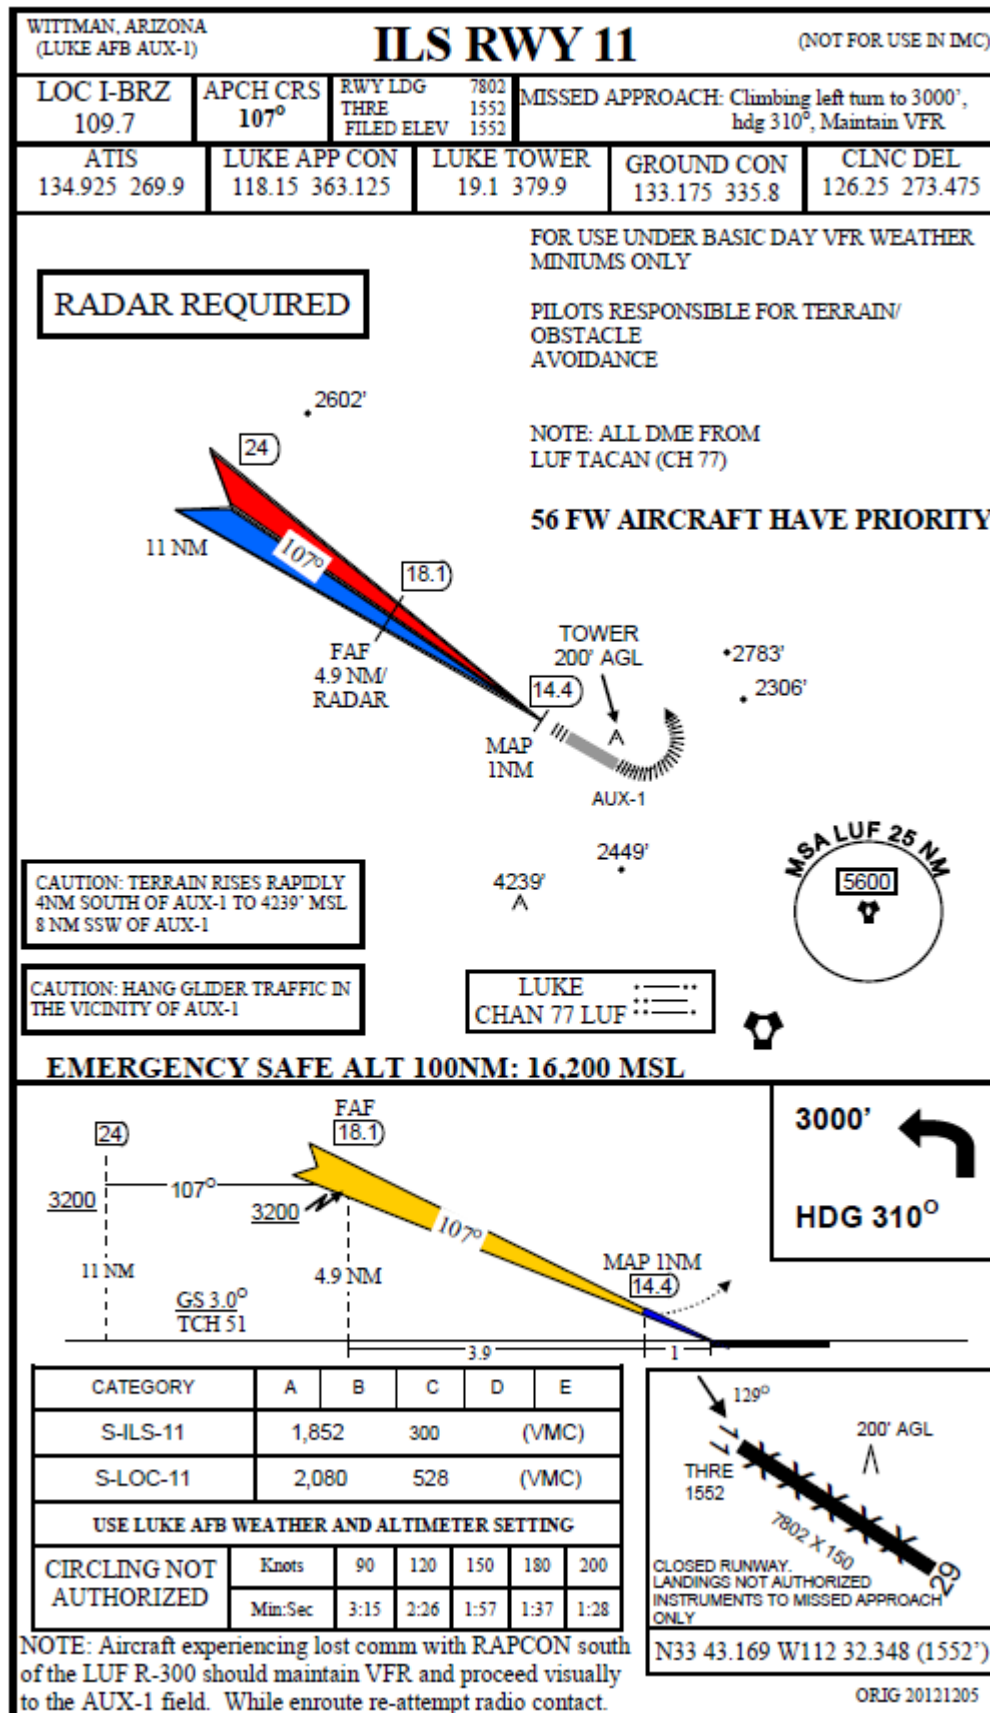 WITTMAN, ARIZONA
(LUKE AFB AUX-1)
ILS RWY 11
(NOT FOR USE IN IMC)
LOC I-BRZ
109.7
APCH CRS
107°
RWY LDG 7802
THRE 1552
FILED ELEV 1552
MISSED APPROACH: Climbing left turn to 3000',
hdg 310°, Maintain VFR
ATIS
134.925 269.9
LUKE APP CON
118.15 363.125
LUKE TOWER
19.1 379.9
GROUND CON
133.175 335.8
CLNC DEL
126.25 273.475
FOR USE UNDER BASIC DAY VFR WEATHER
MINIUMS ONLY
RADAR REQUIRED
PILOTS RESPONSIBLE FOR TERRAIN/
OBSTACLE
AVOIDANCE
2602'
24
NOTE: ALL DME FROM
LUF TACAN (CH 77)
56 FW AIRCRAFT HAVE PRIORITY
11 NM
107°
18.1
FAF
4.9 NM/
RADAR
TOWER
200' AGL
2783'
2306'
14.4
MAP
1NM
AUX-1
2449'
4239'
MSA LUF 25 NM
5600
CAUTION: TERRAIN RISES RAPIDLY
4NM SOUTH OF AUX-1 TO 4239' MSL
8 NM SSW OF AUX-1
CAUTION: HANG GLIDER TRAFFIC IN
THE VICINITY OF AUX-1
LUKE
CHAN 77 LUF
EMERGENCY SAFE ALT 100NM: 16,200 MSL
24
FAF
18.1
3000'
HDG 310°
3200
107°
3200
107°
11 NM
4.9 NM
MAP 1NM
14.4
GS 3.0°
TCH 51
3.9
1
CATEGORY A B C D E
S-ILS-11 1,852 300 (VMC)
S-LOC-11 2,080 528 (VMC)
USE LUKE AFB WEATHER AND ALTIMETER SETTING
CIRCLING NOT
AUTHORIZED
Knots 90 120 150 180 200
Min:Sec 3:15 2:26 1:57 1:37 1:28
129°
200' AGL
THRE
1552
7802 X 150
29
CLOSED RUNWAY.
LANDINGS NOT AUTHORIZED
INSTRUMENTS TO MISSED APPROACH
ONLY
N33 43.169 W112 32.348 (1552')
NOTE: Aircraft experiencing lost comm with RAPCON south
of the LUF R-300 should maintain VFR and proceed visually
to the AUX-1 field. While enroute re-attempt radio contact.
ORIG 20121205